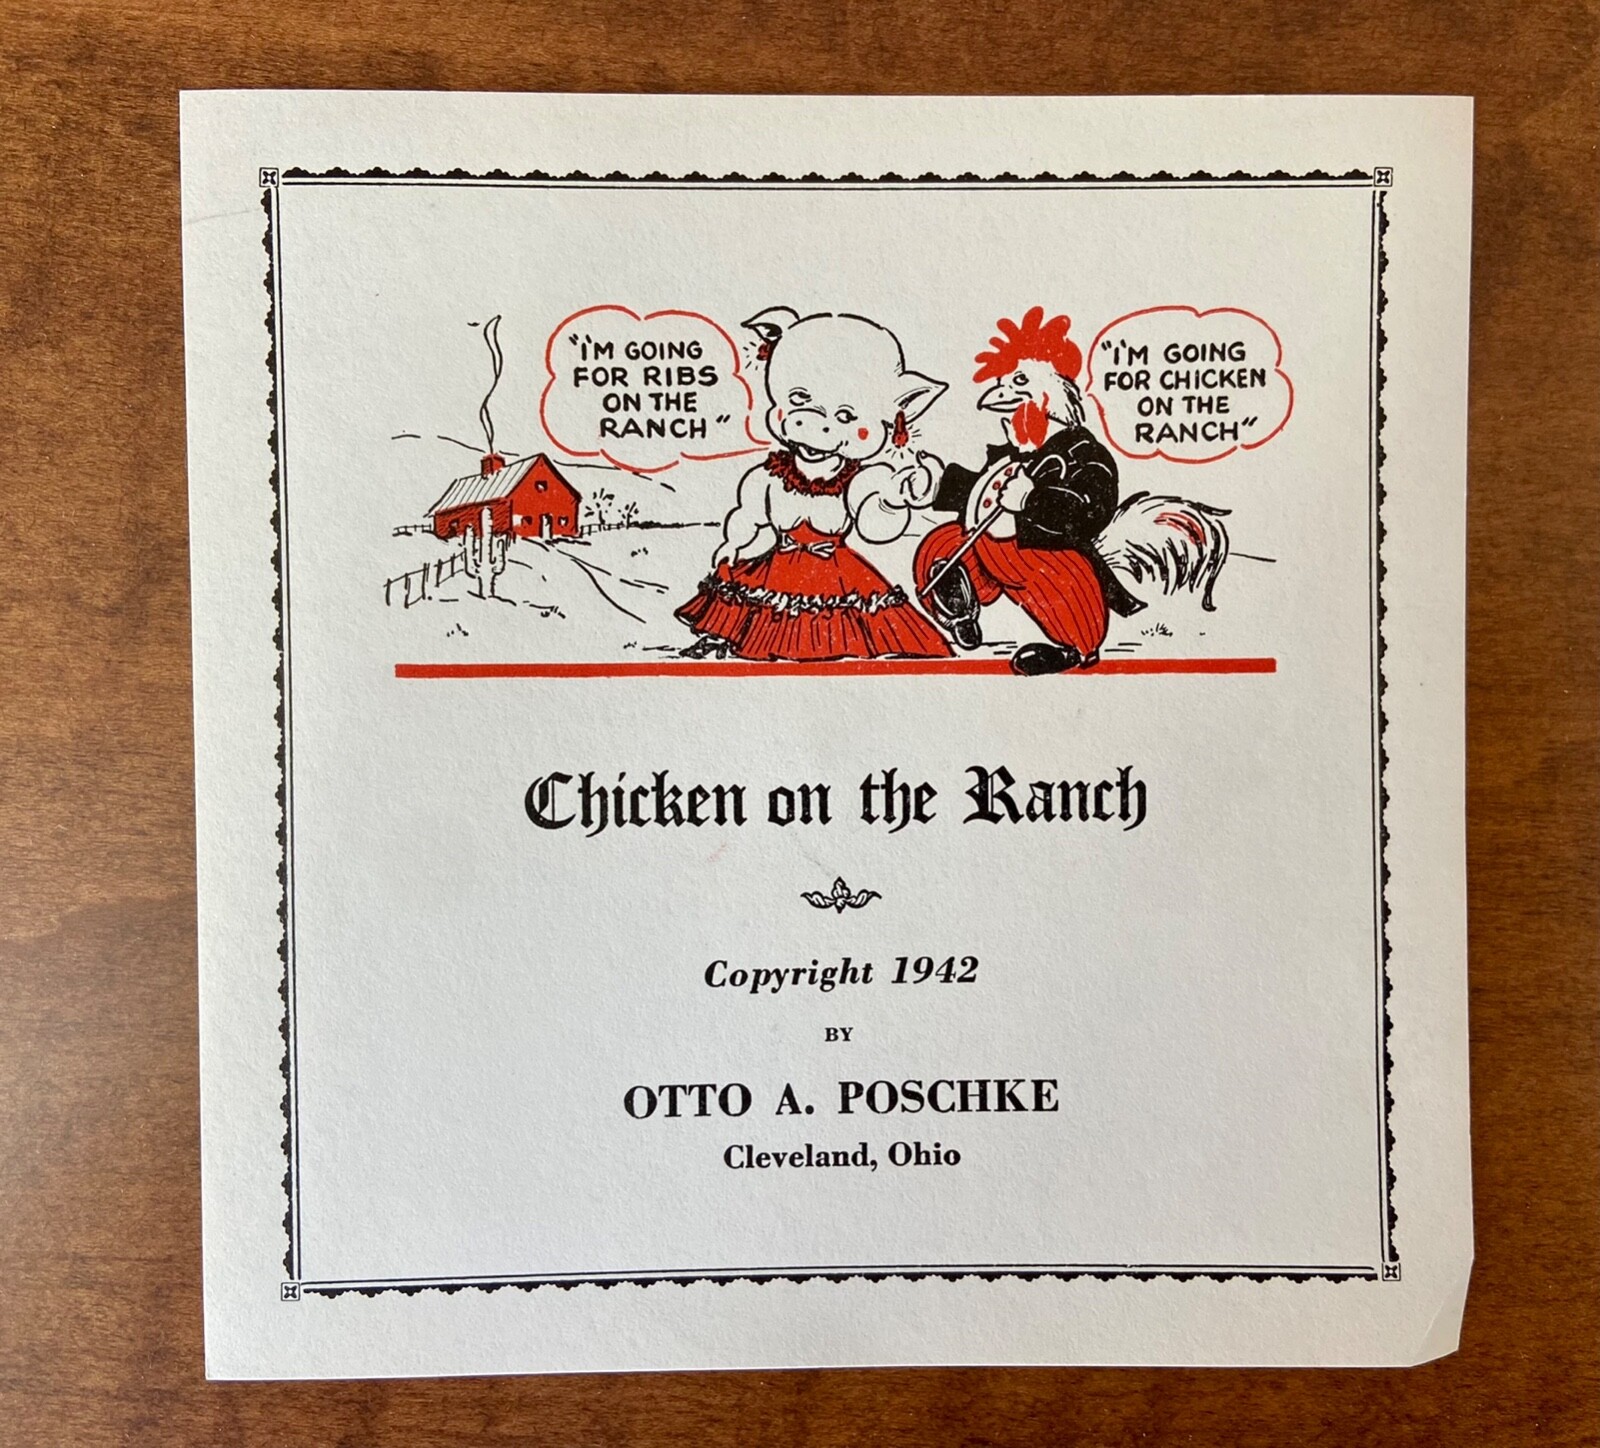 "I'M GOING
FOR RIBS
ON THE
RANCH"
"I'M GOING
FOR CHICKEN
ON THE
RANCH"
Chicken on the Ranch
Copyright 1942
BY
OTTO A. POSCHKE
Cleveland, Ohio